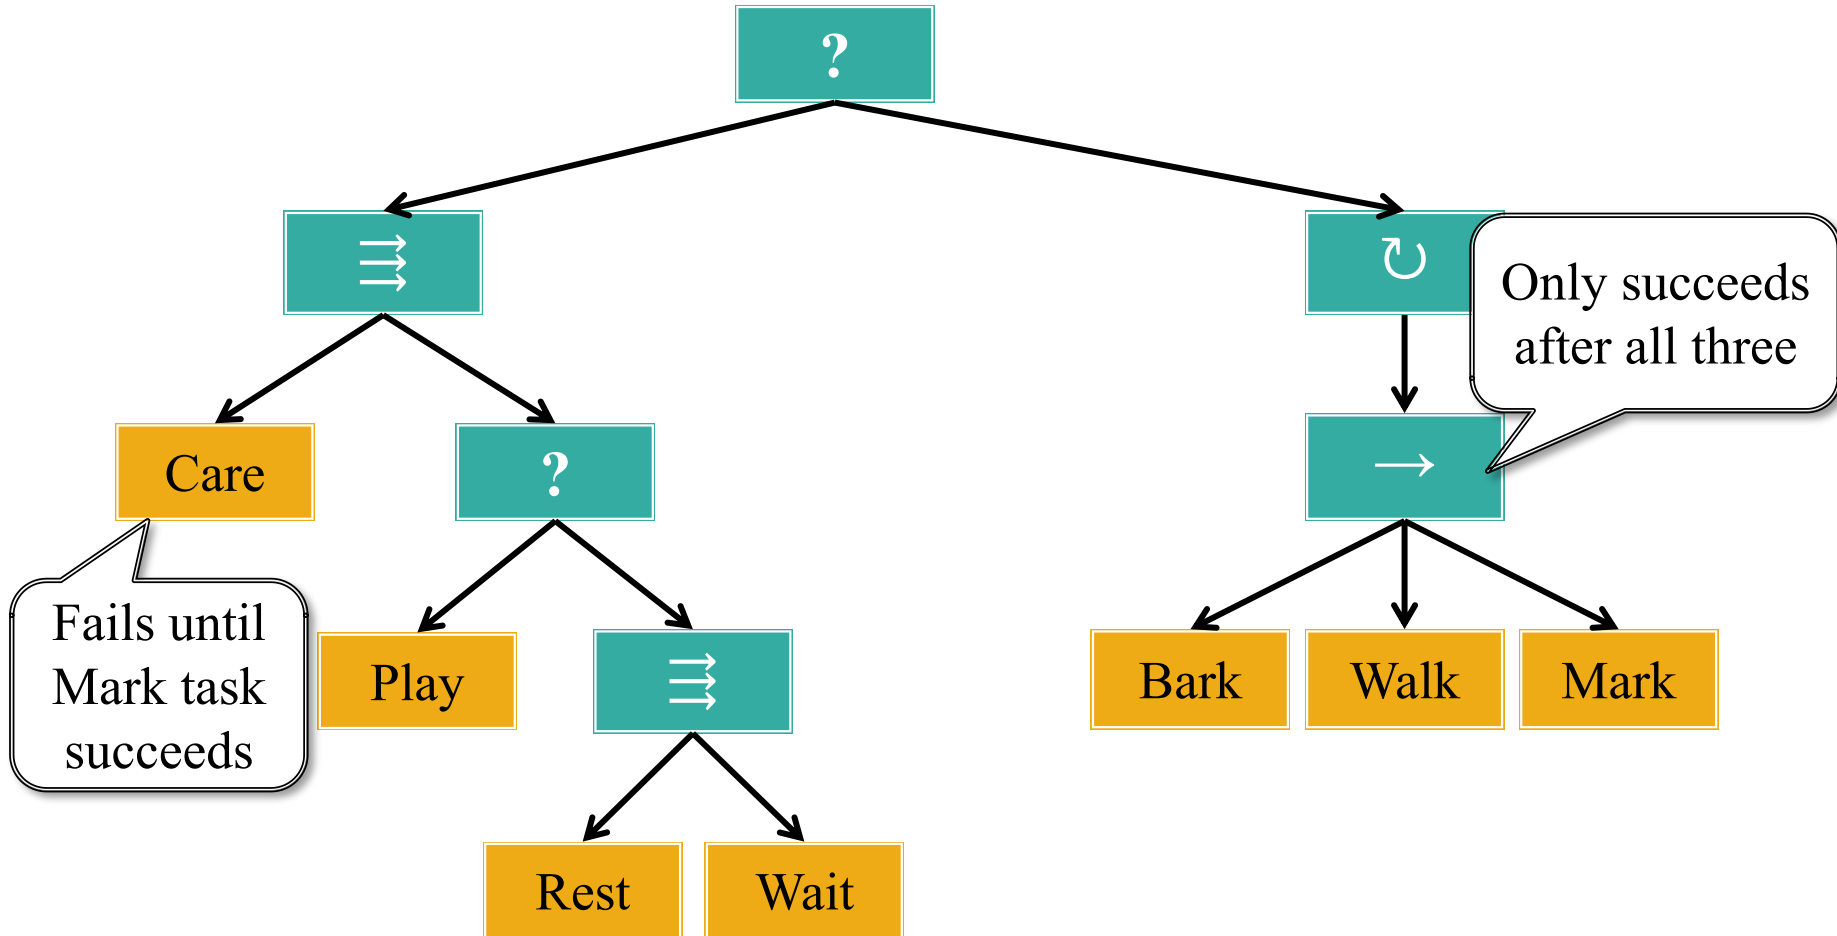 ?
⇶
↻
Only succeeds
after all three
Care
?
→
Fails until
Mark task
succeeds
Play
⇶
Bark
Walk
Mark
Rest
Wait